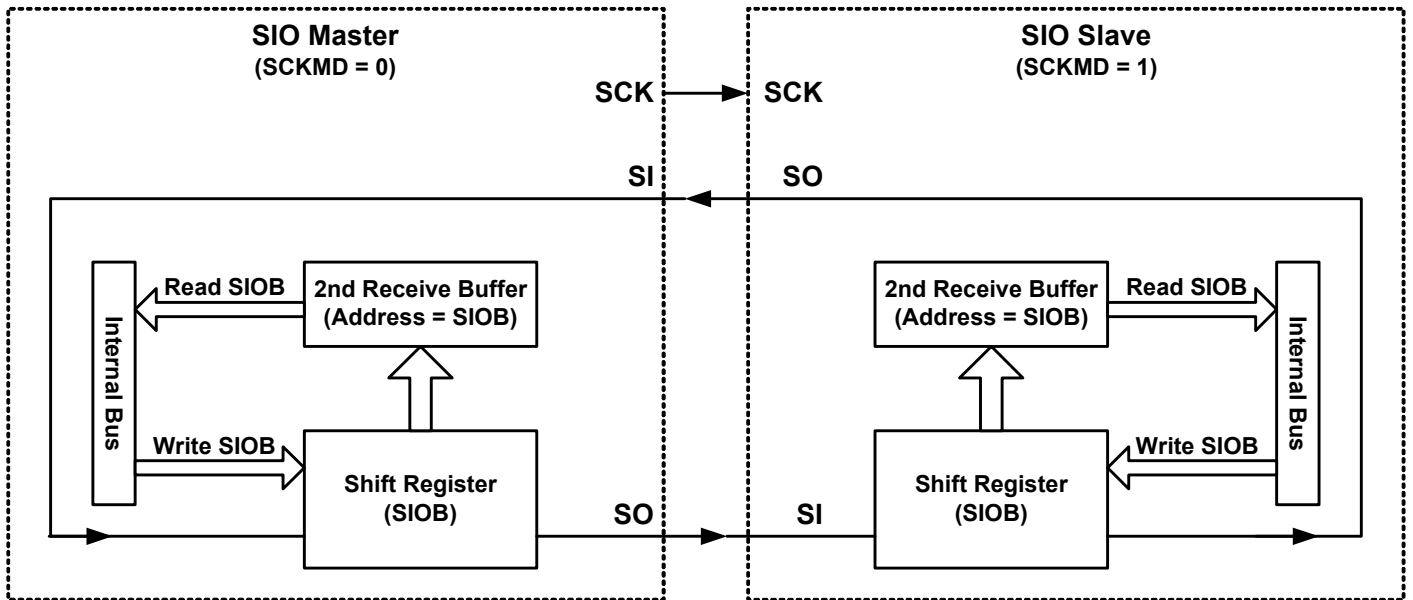 SIO Master
(SCKMD = 0)
SIO Slave
(SCKMD = 1)
SCK
SCK
SI
SO
Read SIOB
2nd Receive Buffer
(Address = SIOB)
2nd Receive Buffer
(Address = SIOB)
Read SIOB
Internal Bus
Internal Bus
Write SIOB
Shift Register
(SIOB)
Shift Register
(SIOB)
Write SIOB
SO
SI